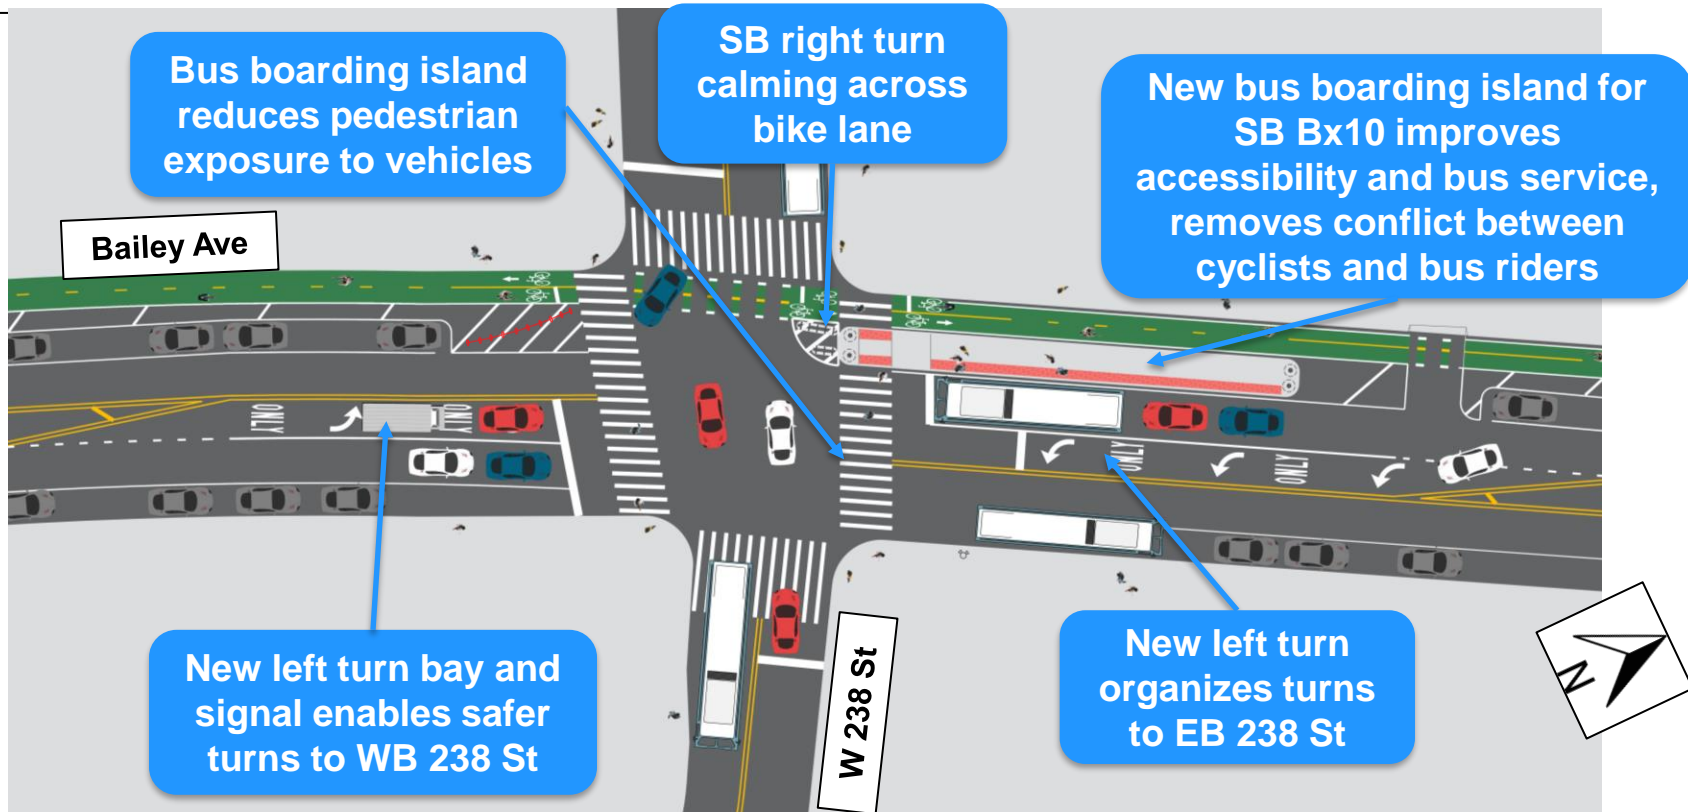 Bus boarding island
reduces pedestrian
exposure to vehicles
SB right turn
calming across
bike lane
New bus boarding island for
SB Bx10 improves
accessibility and bus service,
removes conflict between
cyclists and bus riders
Bailey Ave
ONLY
ONLY
ONLY
ONLY
New left turn bay and
signal enables safer
turns to WB 238 St
W 238 St
New left turn
organizes turns
to EB 238 St
N